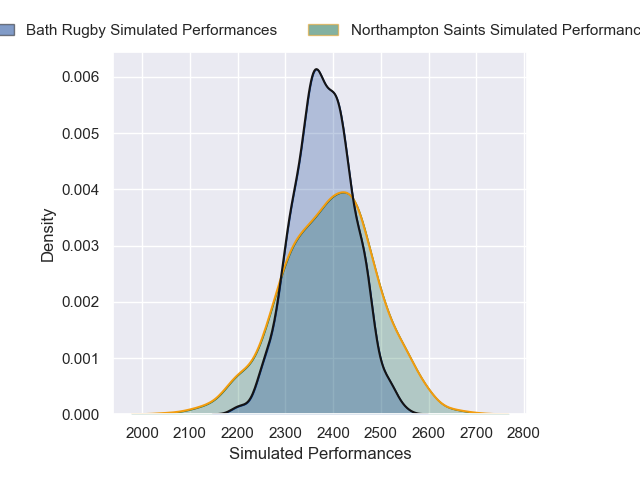 Bath Rugby Simulated Performances
Northampton Saints Simulated
0.006
0.005
0.004
0.003
0.002
0.001
0.000
Density
2000 2100 2200 2300 2400 2500 2600 2700 2800
Simulated Performances